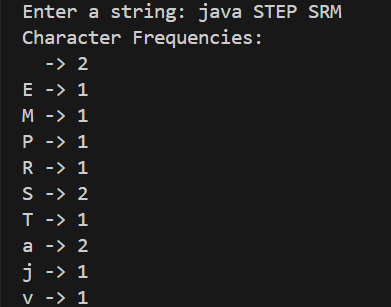 Enter a string: java STEP SRM
Character Frequencies:
  -> 2
E -> 1
M -> 1
P -> 1
R -> 1
S -> 2
T -> 1
a -> 2
j -> 1
v -> 1